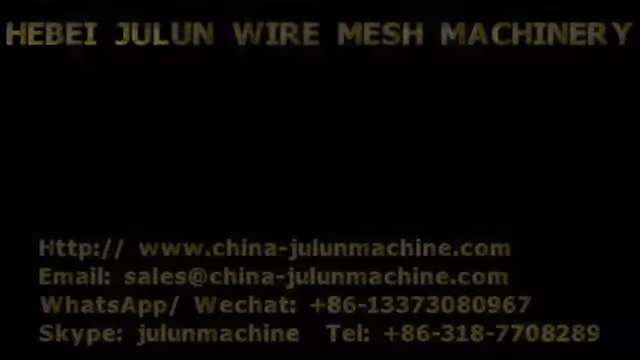 HEBEI JULUN WIRE MESH MACHINERY
Http:// www.china-julunmachine.com
Email: sales@china-julunmachine.com
WhatsApp/ Wechat: +86-13373080967
Skype: julunmachine Tel: +86-318-7708289